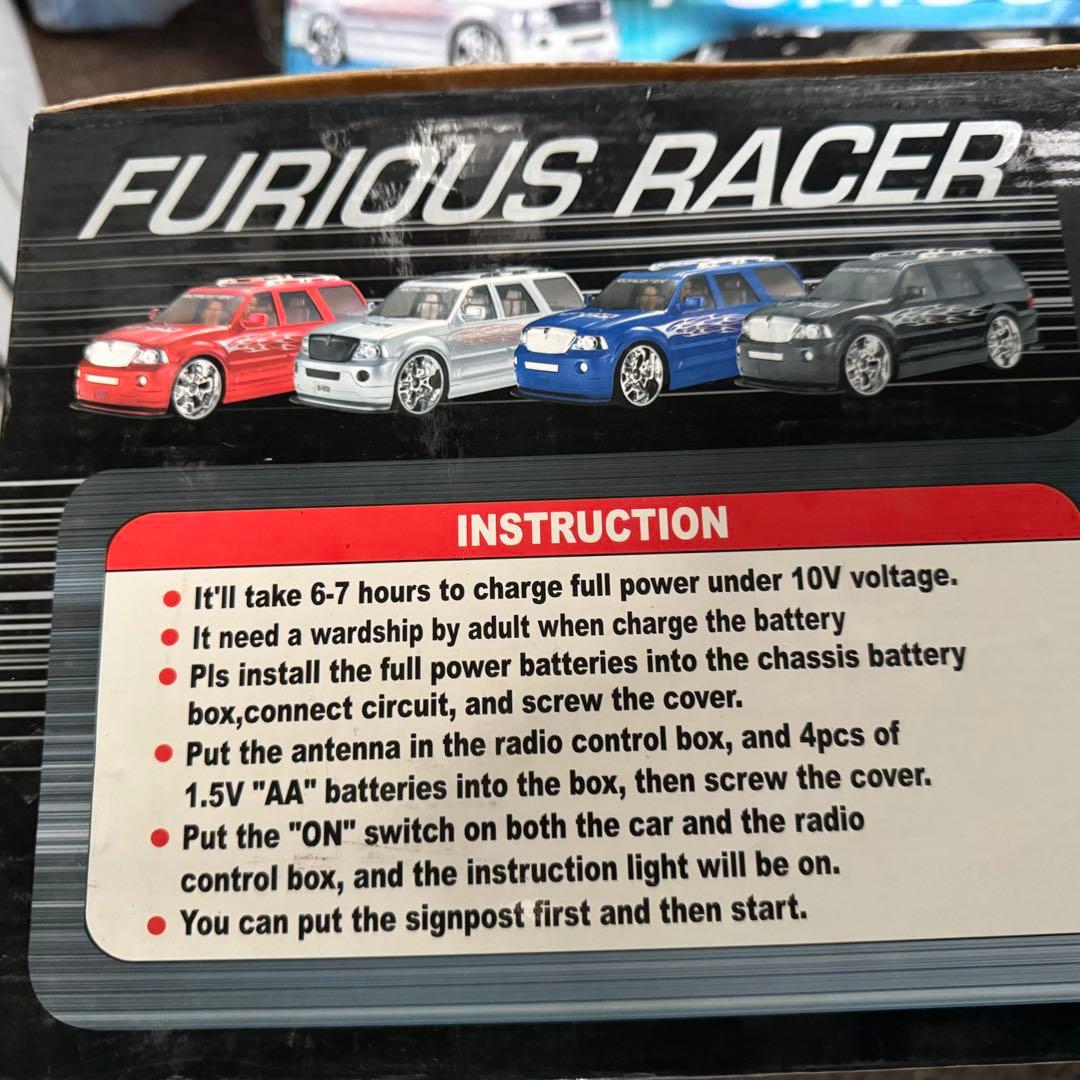 FURIOUS RACER
INSTRUCTION
It'll take 6-7 hours to charge full power under 10V voltage.
It need a wardship by adult when charge the battery
Pls install the full power batteries into the chassis battery
box,connect circuit, and screw the cover.
Put the antenna in the radio control box, and 4pcs of
1.5V "AA" batteries into the box, then screw the cover.
Put the "ON" switch on both the car and the radio
control box, and the instruction light will be on.
You can put the signpost first and then start.